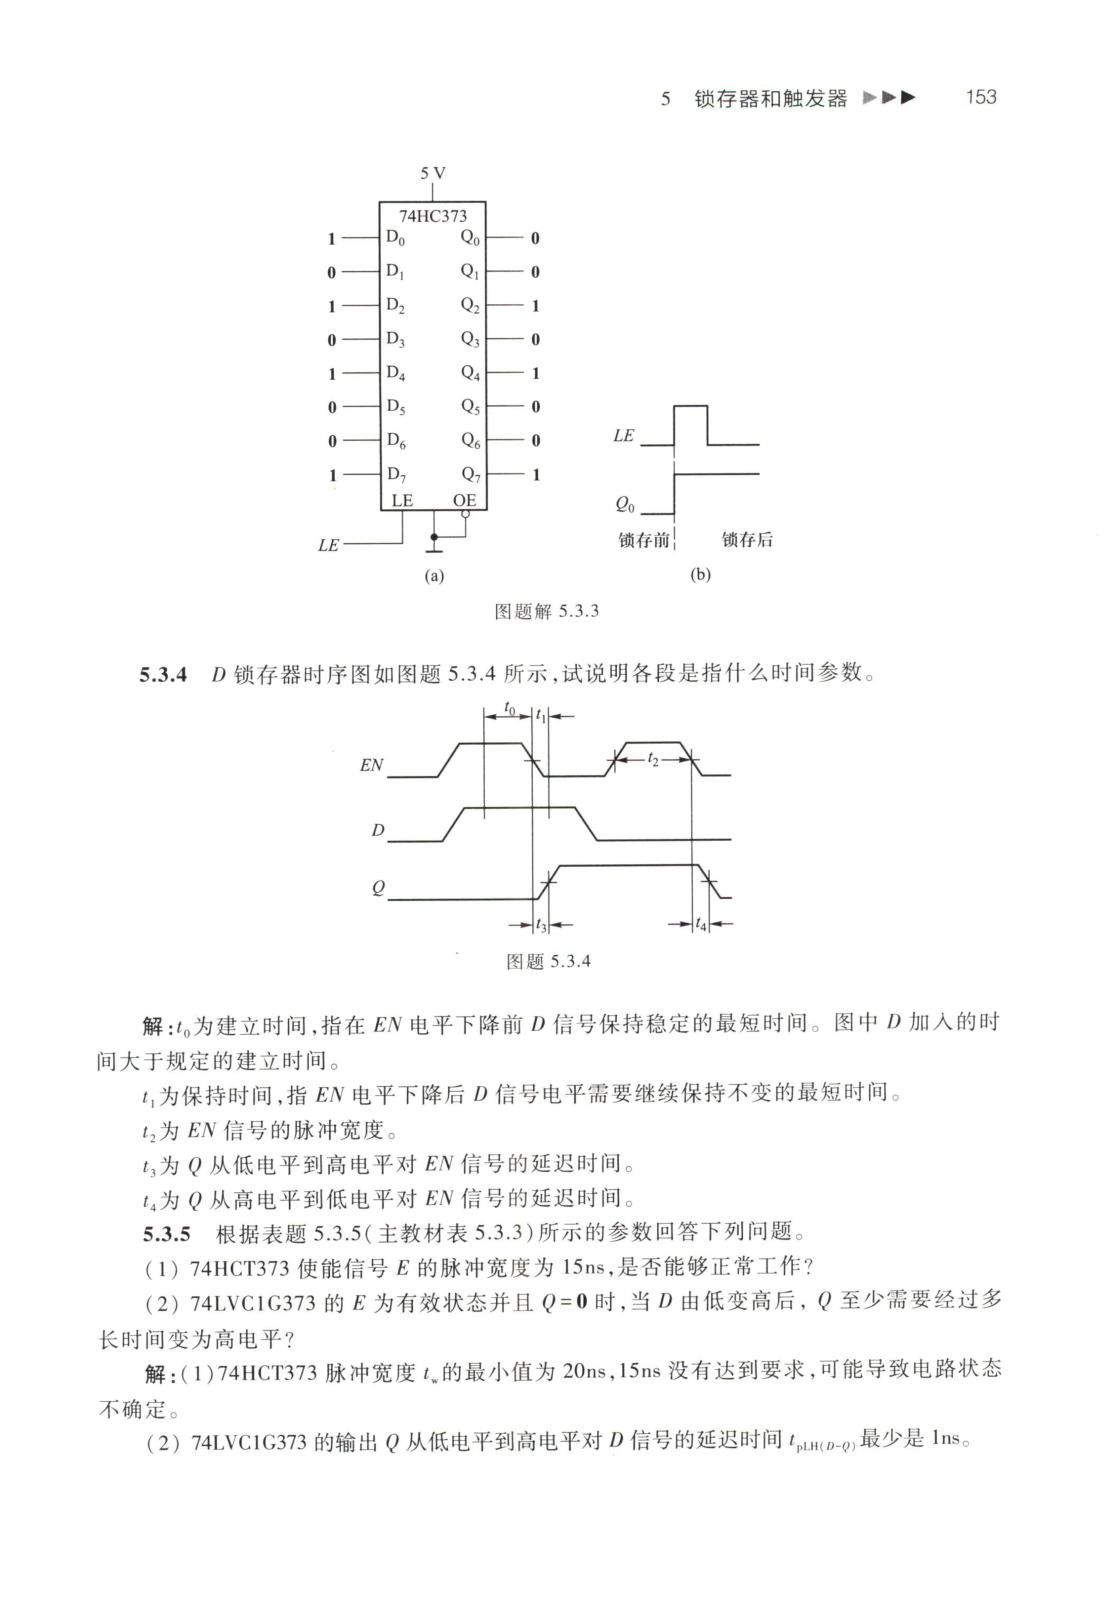 5 锁存器和触发器 ▶▶▶ 153
5 V
74HC373
1 D₀ Q₀ 0
0 D₁ Q₁ 0
1 D₂ Q₂ 1
0 D₃ Q₃ 0
1 D₄ Q₄ 1
0 D₅ Q₅ 0
0 D₆ Q₆ 0
1 D₇ Q₇ 1
LE OE
LE
(a)
LE
Q₀
锁存前 锁存后
(b)
图题解 5.3.3
5.3.4 D 锁存器时序图如图题 5.3.4 所示,试说明各段是指什么时间参数。
t₀ t₁
EN t₂
D
Q
t₃ t₄
图题 5.3.4
解:t₀为建立时间,指在 EN 电平下降前 D 信号保持稳定的最短时间。图中 D 加入的时
间大于规定的建立时间。
t₁为保持时间,指 EN 电平下降后 D 信号电平需要继续保持不变的最短时间。
t₂为 EN 信号的脉冲宽度。
t₃为 Q 从低电平到高电平对 EN 信号的延迟时间。
t₄为 Q 从高电平到低电平对 EN 信号的延迟时间。
5.3.5 根据表题 5.3.5(主教材表 5.3.3)所示的参数回答下列问题。
(1) 74HCT373 使能信号 E 的脉冲宽度为 15ns,是否能够正常工作?
(2) 74LVC1G373 的 E 为有效状态并且 Q=0 时,当 D 由低变高后, Q 至少需要经过多
长时间变为高电平?
解:(1)74HCT373 脉冲宽度 t_w的最小值为 20ns,15ns 没有达到要求,可能导致电路状态
不确定。
(2) 74LVC1G373 的输出 Q 从低电平到高电平对 D 信号的延迟时间 t_pLH(D-Q)最少是 1ns。